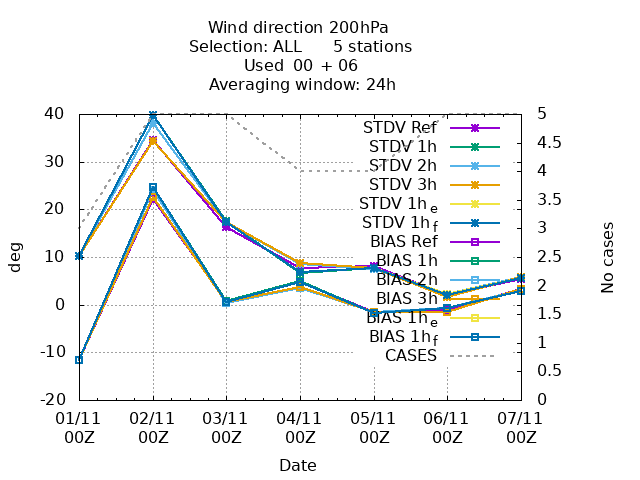 Wind direction 200hPa
Selection: ALL 5 stations
Used 00 + 06
Averaging window: 24h
40
30
20
10
0
-10
-20
deg
5
4.5
4
3.5
3
2.5
2
1.5
1
0.5
0
No cases
STDV Ref
STDV 1h
STDV 2h
STDV 3h
STDV 1he
STDV 1hf
BIAS Ref
BIAS 1h
BIAS 2h
BIAS 3h
BIAS 1he
BIAS 1hf
CASES
01/11 02/11 03/11 04/11 05/11 06/11 07/11
00Z 00Z 00Z 00Z 00Z 00Z 00Z
Date